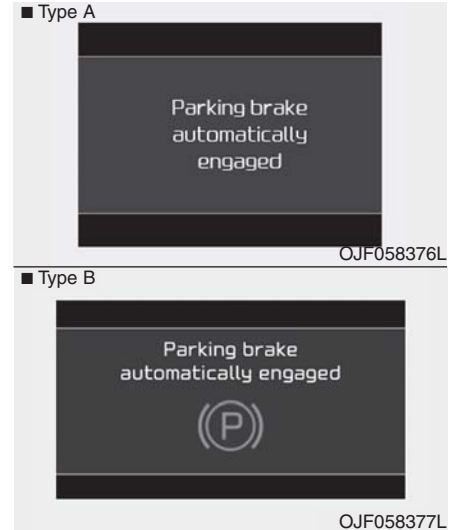 ■ Type A
Parking brake
automatically
engaged
OJF058376L
■ Type B
Parking brake
automatically engaged
(P)
OJF058377L